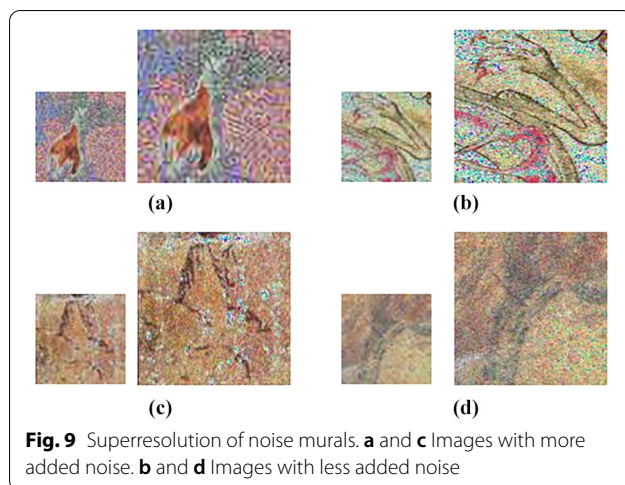 (a)
(b)
(c)
(d)
Fig. 9 Superresolution of noise murals. a and c Images with more
added noise. b and d Images with less added noise